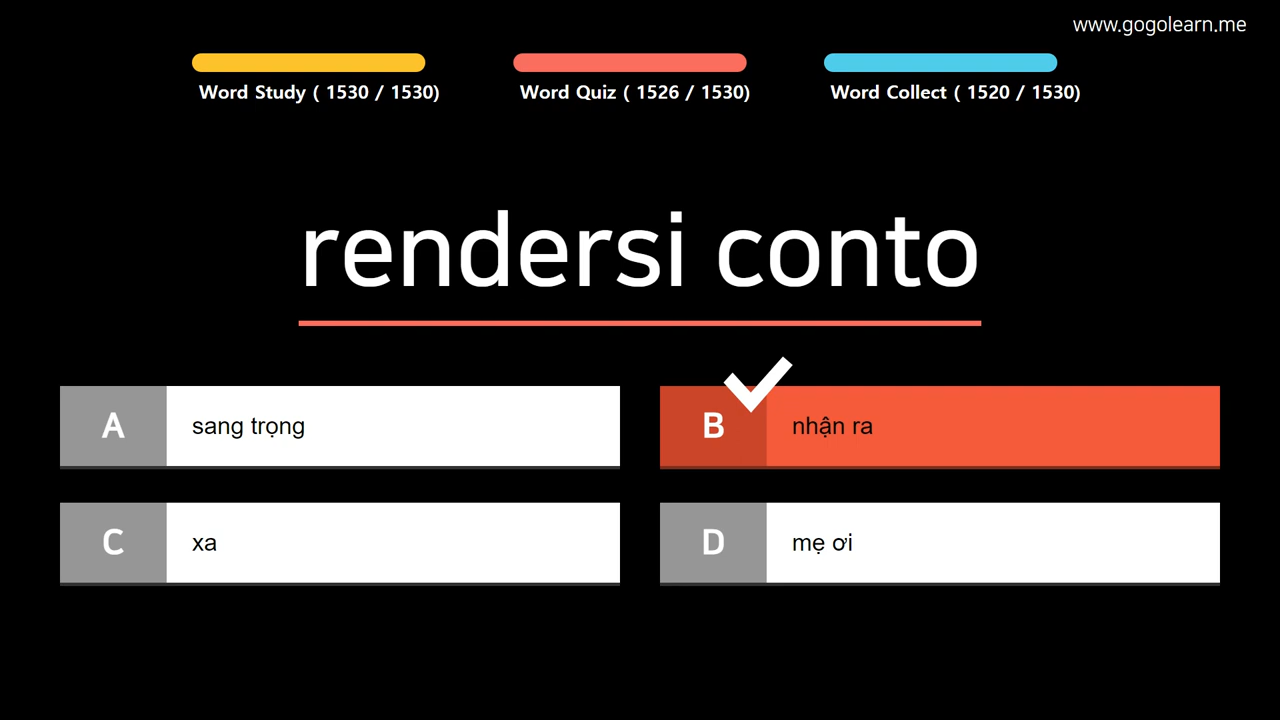 www.gogolearn.me
Word Study ( 1530 / 1530)
Word Quiz ( 1526 / 1530)
Word Collect ( 1520 / 1530)
rendersi conto
A sang trọng
B nhận ra
C xa
D mẹ ơi